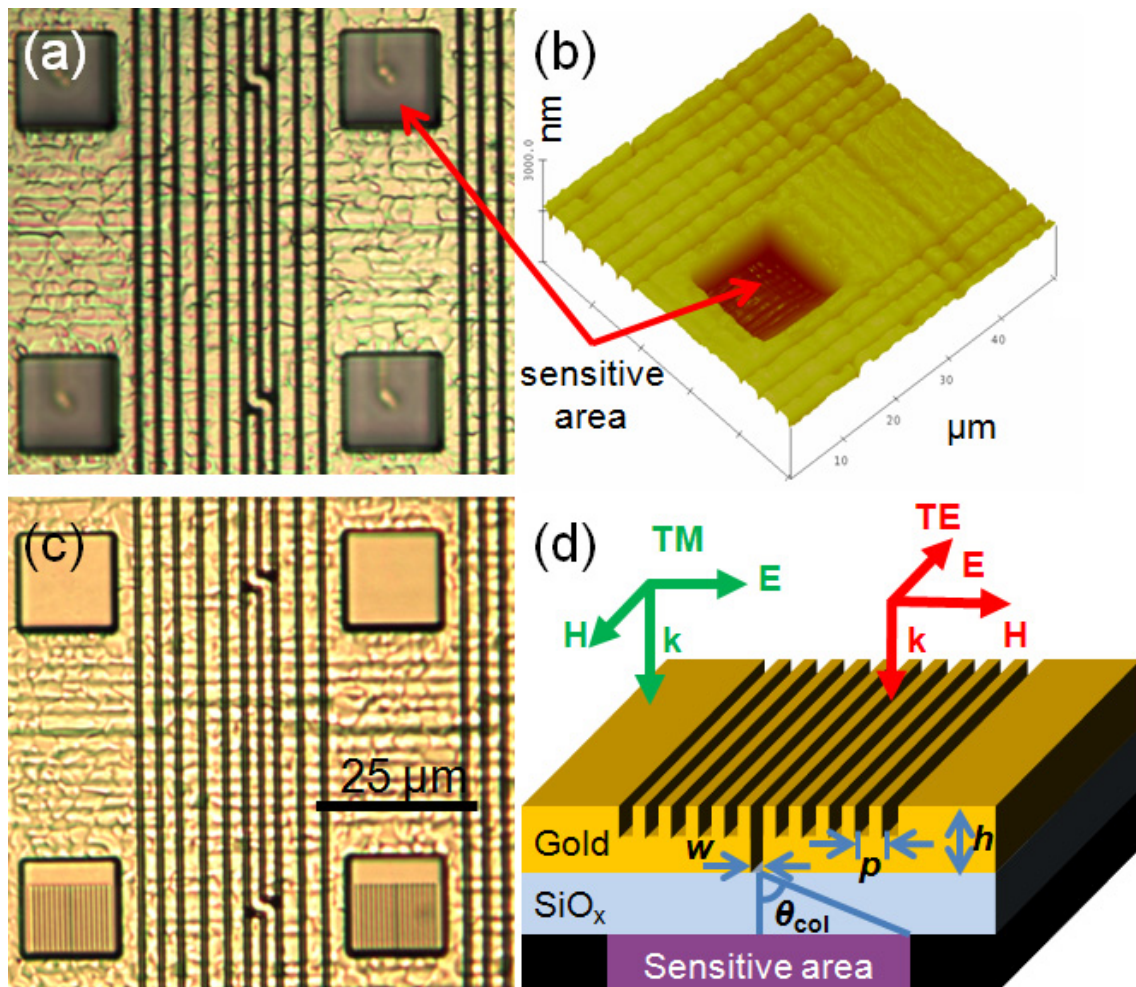 (a)
(b)
nm
3000.0
sensitive
area
10
20
30
40
µm
(c)
25 µm
(d)
TM
E
H
k
TE
E
H
k
Gold
w
p
h
SiOx
θcol
Sensitive area